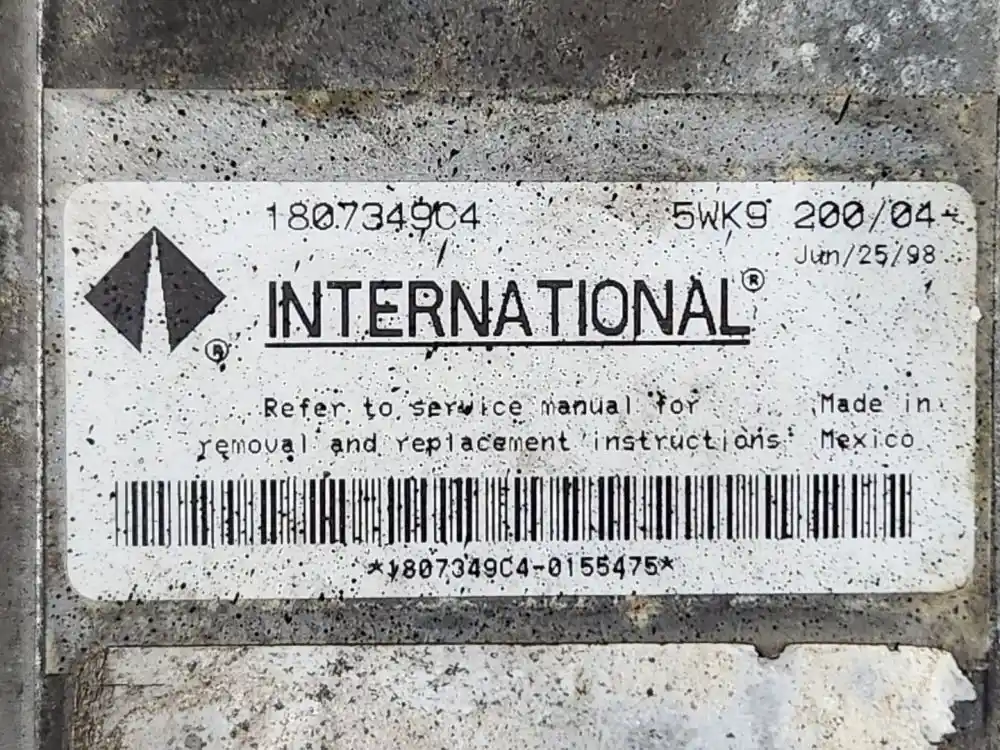 1807349C4 5WK9 200/04-
Jun/25/98
INTERNATIONAL®
®
Refer to service manual for Made in
removal and replacement instructions. Mexico
*1807349C4-0155475*